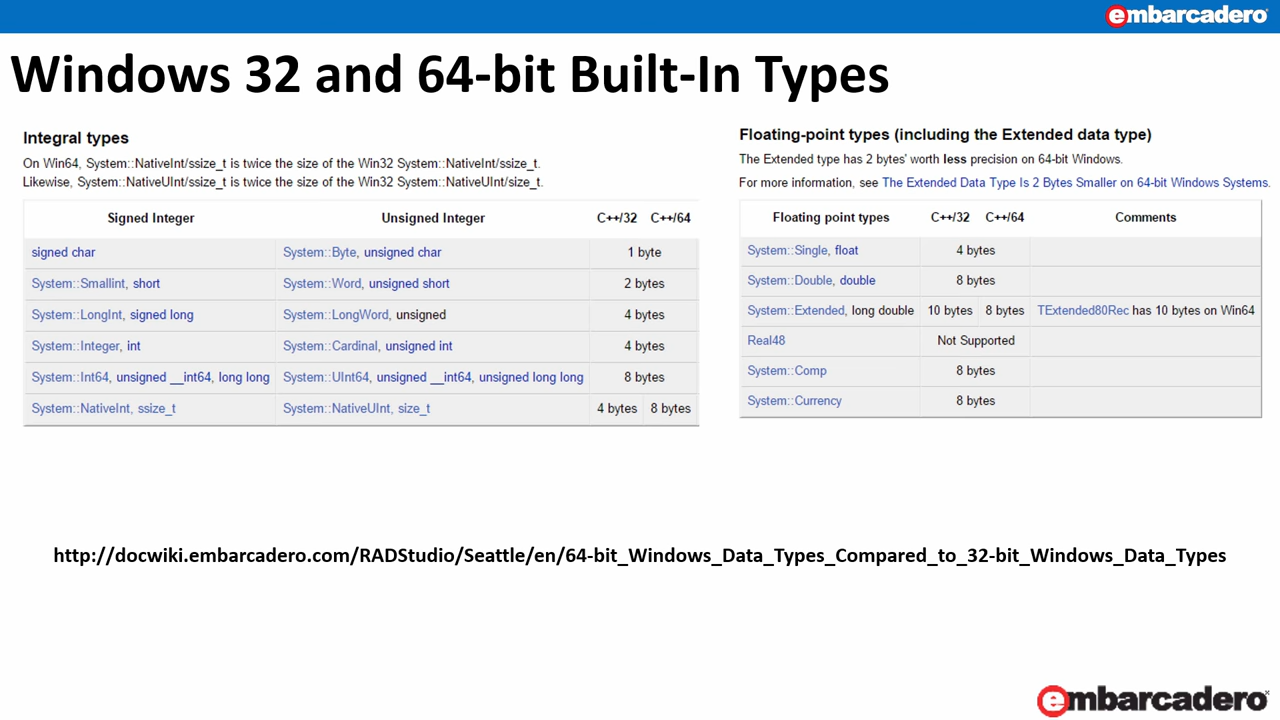 embarcadero
Windows 32 and 64-bit Built-In Types
Integral types
On Win64, System::NativeInt/ssize_t is twice the size of the Win32 System::NativeInt/ssize_t.
Likewise, System::NativeUInt/ssize_t is twice the size of the Win32 System::NativeUInt/size_t.
Signed Integer Unsigned Integer C++/32 C++/64
signed char System::Byte, unsigned char 1 byte
System::Smallint, short System::Word, unsigned short 2 bytes
System::LongInt, signed long System::LongWord, unsigned 4 bytes
System::Integer, int System::Cardinal, unsigned int 4 bytes
System::Int64, unsigned __int64, long long System::UInt64, unsigned __int64, unsigned long long 8 bytes
System::NativeInt, ssize_t System::NativeUInt, size_t 4 bytes 8 bytes
Floating-point types (including the Extended data type)
The Extended type has 2 bytes' worth less precision on 64-bit Windows.
For more information, see The Extended Data Type Is 2 Bytes Smaller on 64-bit Windows Systems.
Floating point types C++/32 C++/64 Comments
System::Single, float 4 bytes
System::Double, double 8 bytes
System::Extended, long double 10 bytes 8 bytes TExtended80Rec has 10 bytes on Win64
Real48 Not Supported
System::Comp 8 bytes
System::Currency 8 bytes
http://docwiki.embarcadero.com/RADStudio/Seattle/en/64-bit_Windows_Data_Types_Compared_to_32-bit_Windows_Data_Types
embarcadero